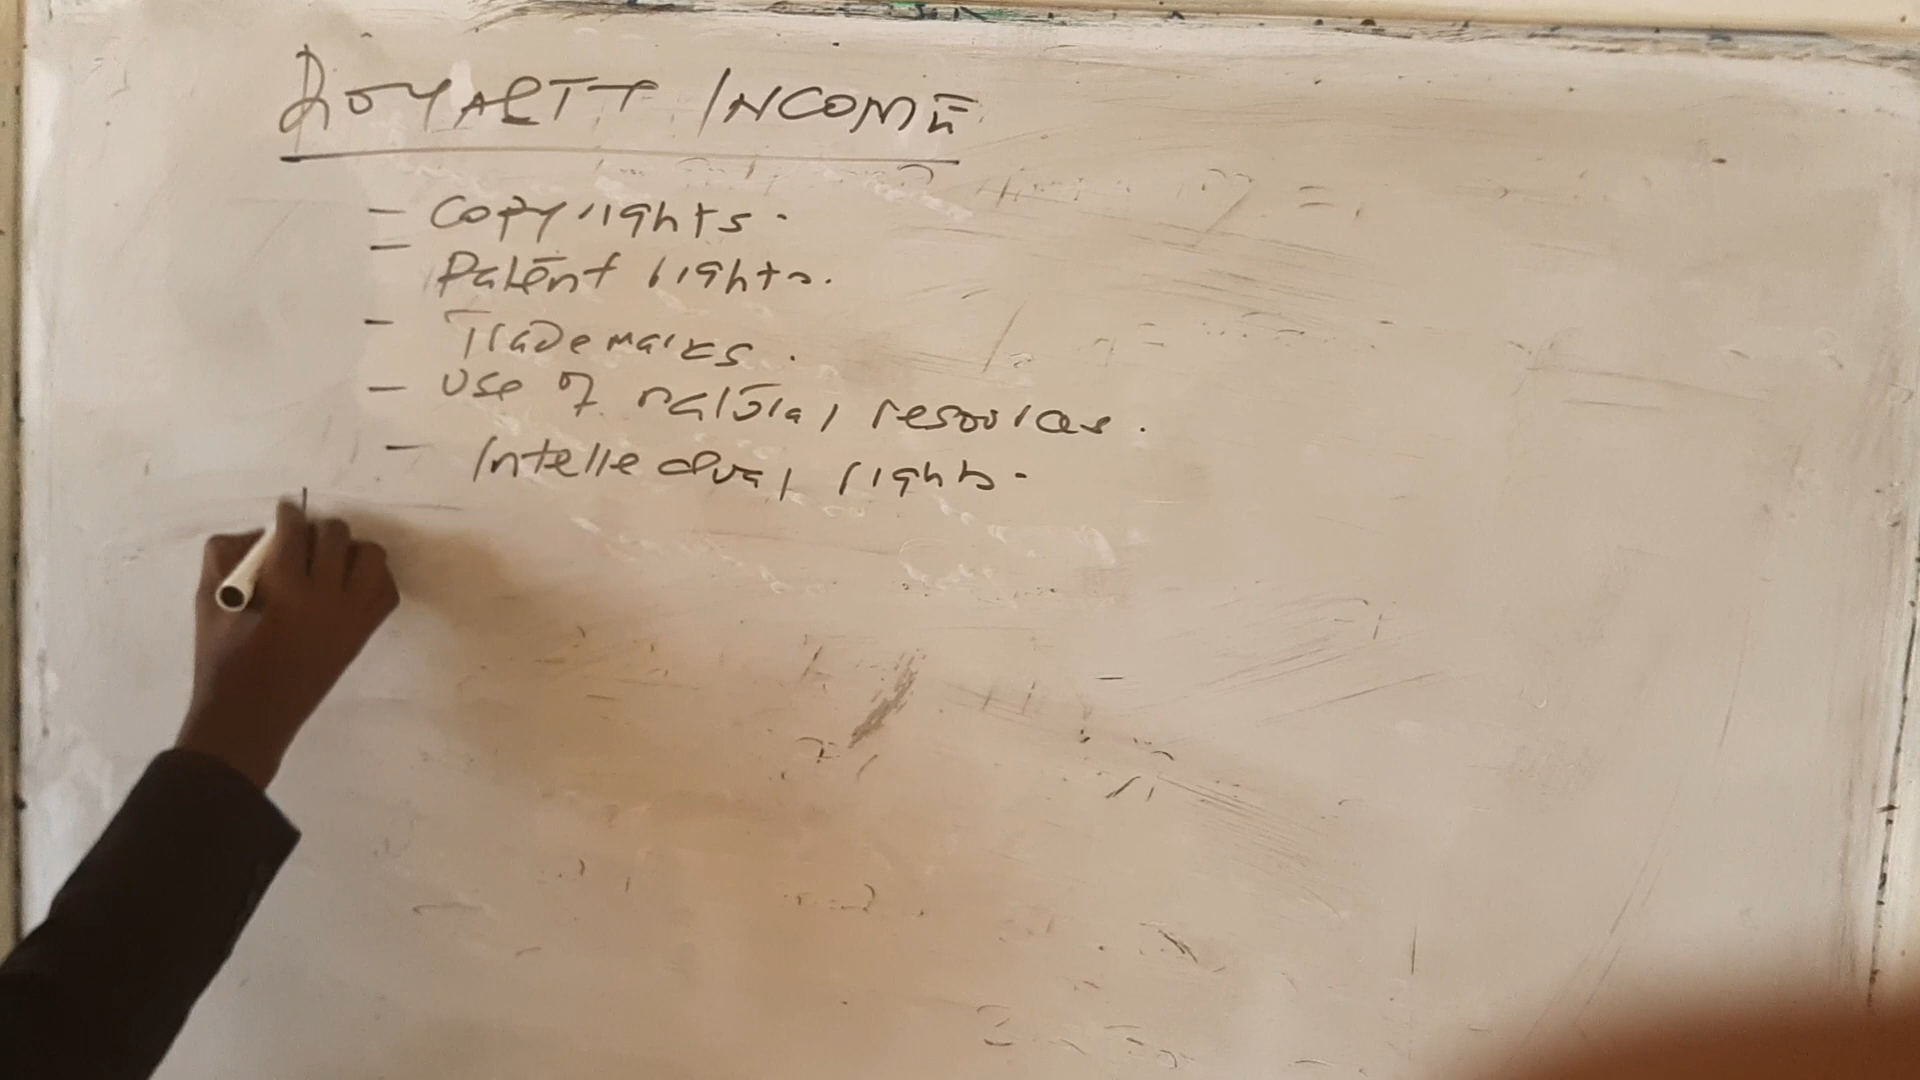 ROYALTY INCOME
- Copyrights.
- Patent rights.
- Trademarks.
- Use of natural resources.
- Intellectual rights.